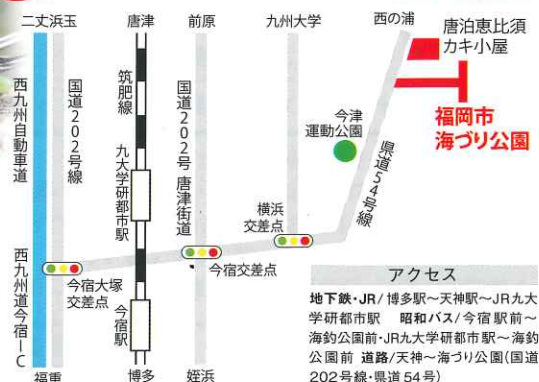 二丈浜玉
唐津
前原
九州大学
西の浦
唐泊恵比須
カキ小屋
福岡市
海づり公園
西九州自動車道
国道202号線
筑肥線
九大学研都市駅
国道202号 唐津街道
今津
運動公園
県道54号線
横浜
交差点
今宿交差点
今宿大塚
交差点
西九州道今宿IC
今宿駅
福重
博多
姪浜
アクセス
地下鉄・JR/博多駅～天神駅～JR九大
学研都市駅 昭和バス/今宿駅前～
海釣公園前・JR九大学研都市駅～海釣
公園前 道路/天神～海づり公園(国道
202号線・県道54号)